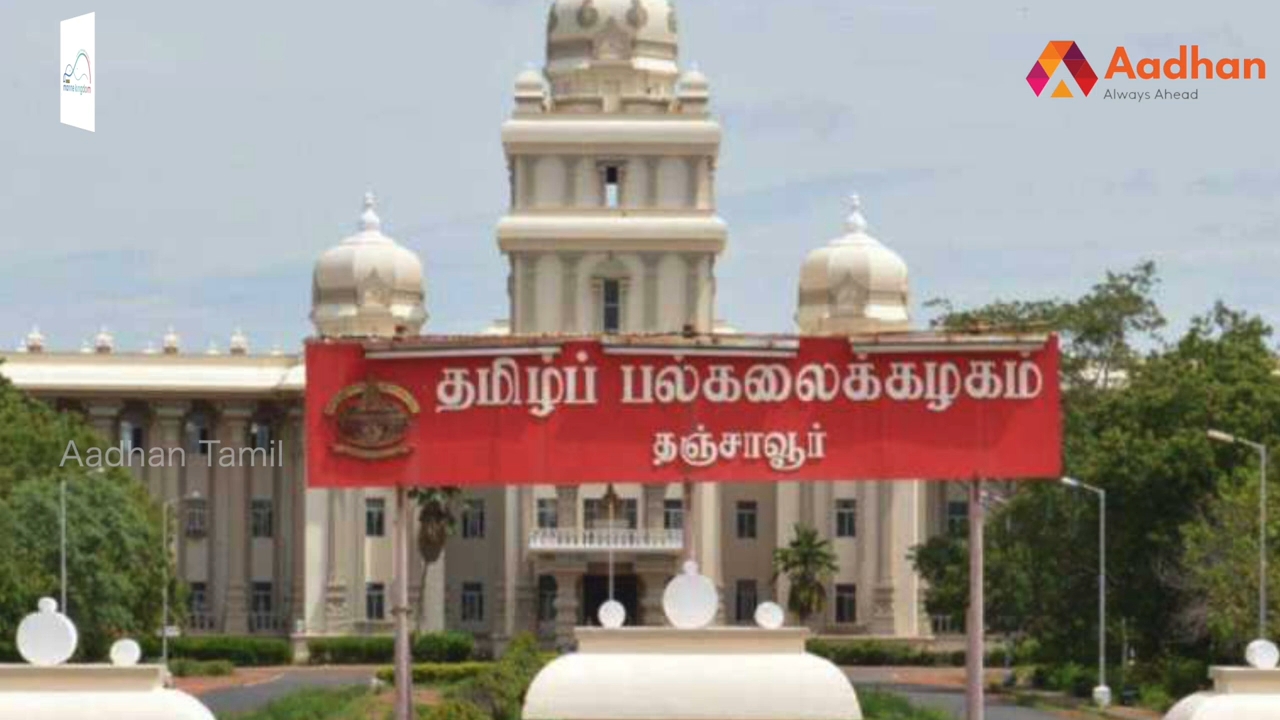 Aadhan
Always Ahead
தமிழ்ப் பல்கலைக்கழகம்
தஞ்சாவூர்
Aadhan Tamil